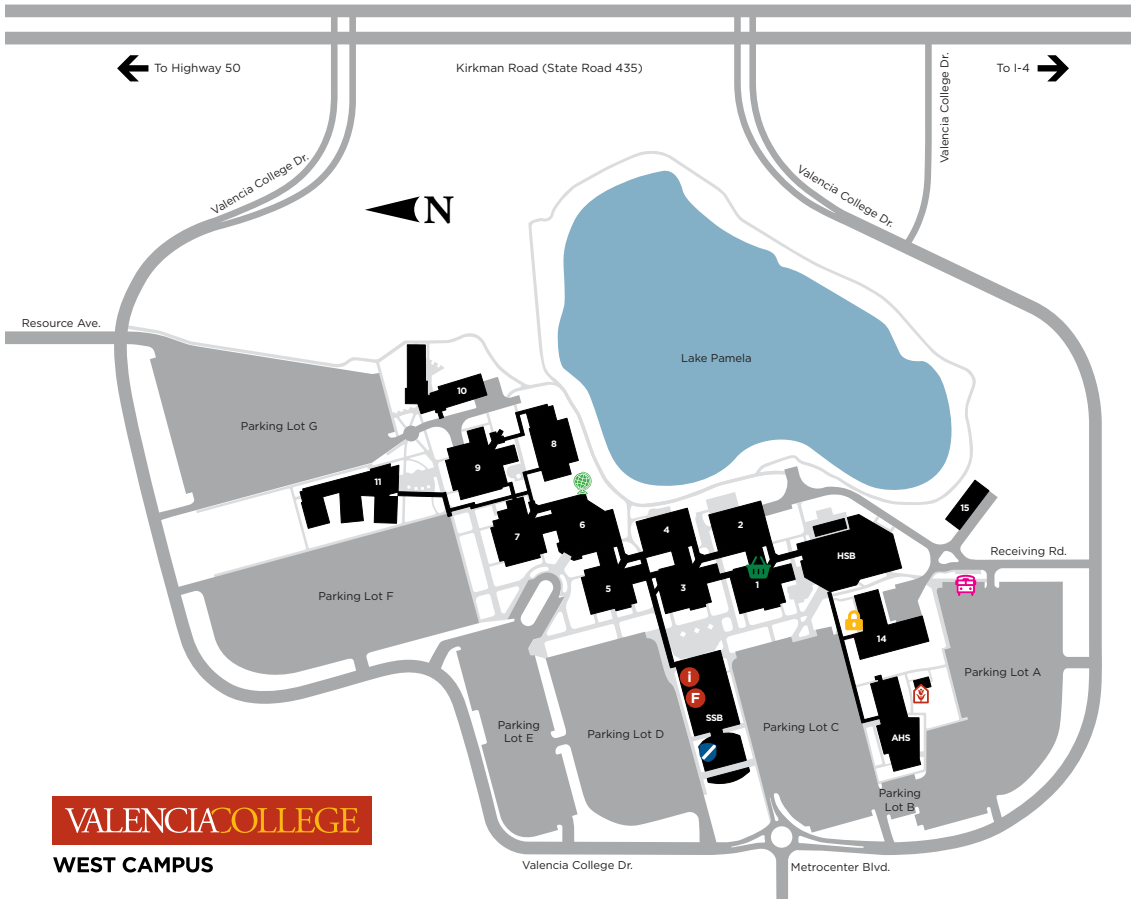 To Highway 50
Kirkman Road (State Road 435)
To I-4
Valencia College Dr.
Valencia College Dr.
Valencia College Dr.
N
Resource Ave.
Lake Pamela
10
Parking Lot G
8
9
11
15
2
4
6
7
Receiving Rd.
HSB
1
3
5
Parking Lot F
14
Parking Lot A
i
F
SSB
Parking
Lot E
Parking Lot D
Parking Lot C
AHS
Parking
Lot B
VALENCIACOLLEGE
WEST CAMPUS
Valencia College Dr.
Metrocenter Blvd.